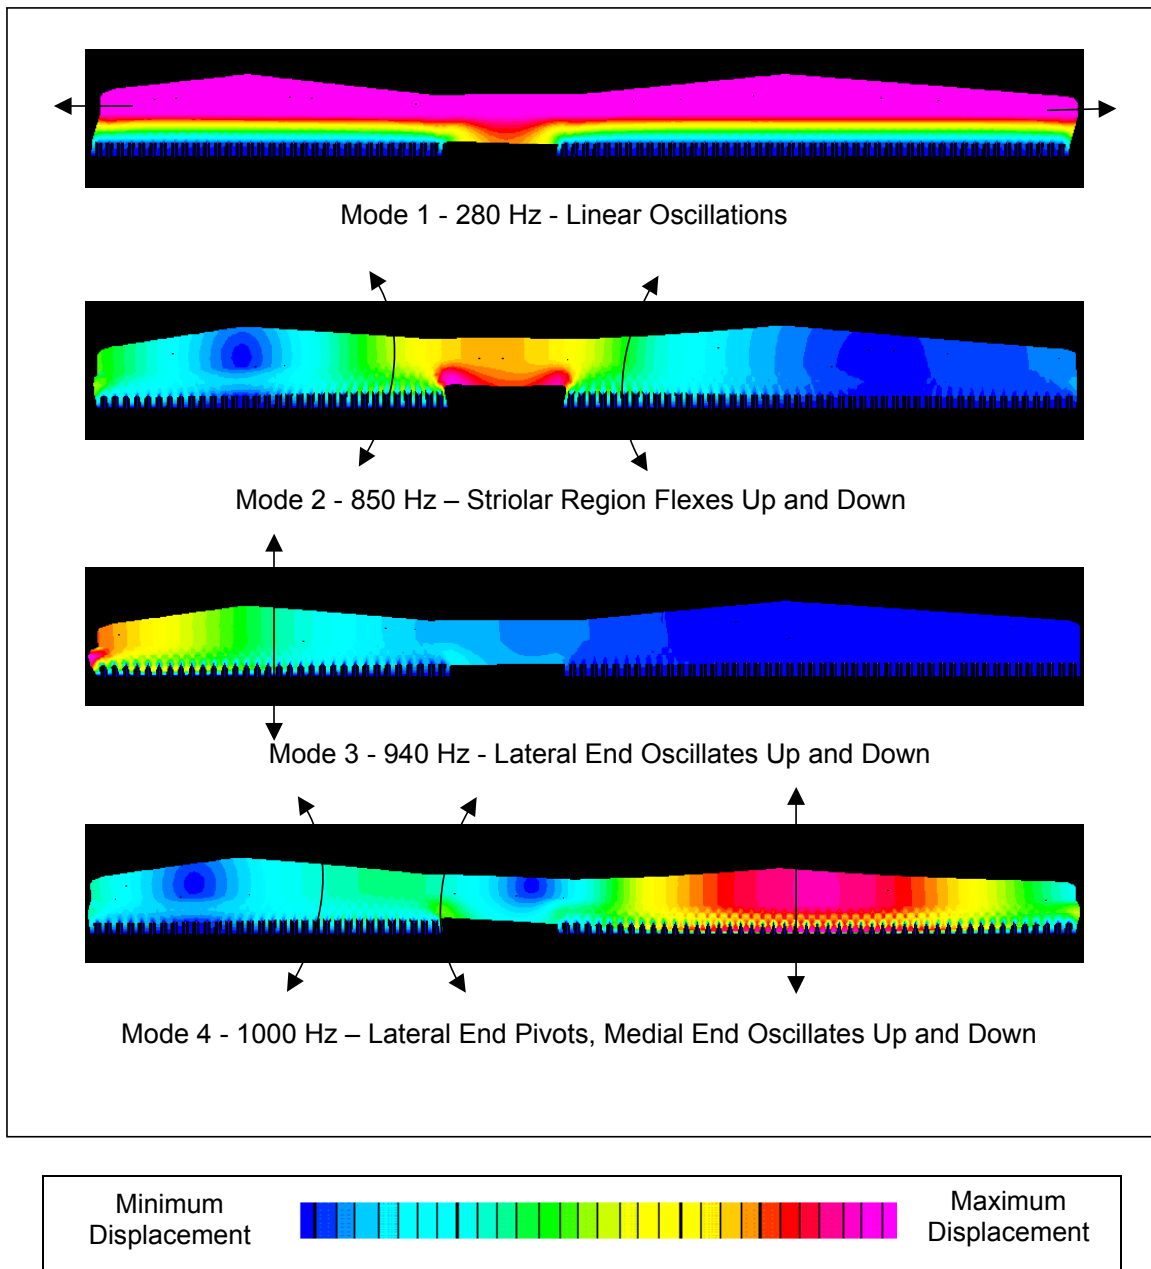 Mode 1 - 280 Hz - Linear Oscillations
Mode 2 - 850 Hz – Striolar Region Flexes Up and Down
Mode 3 - 940 Hz - Lateral End Oscillates Up and Down
Mode 4 - 1000 Hz – Lateral End Pivots, Medial End Oscillates Up and Down
Minimum
Displacement
Maximum
Displacement